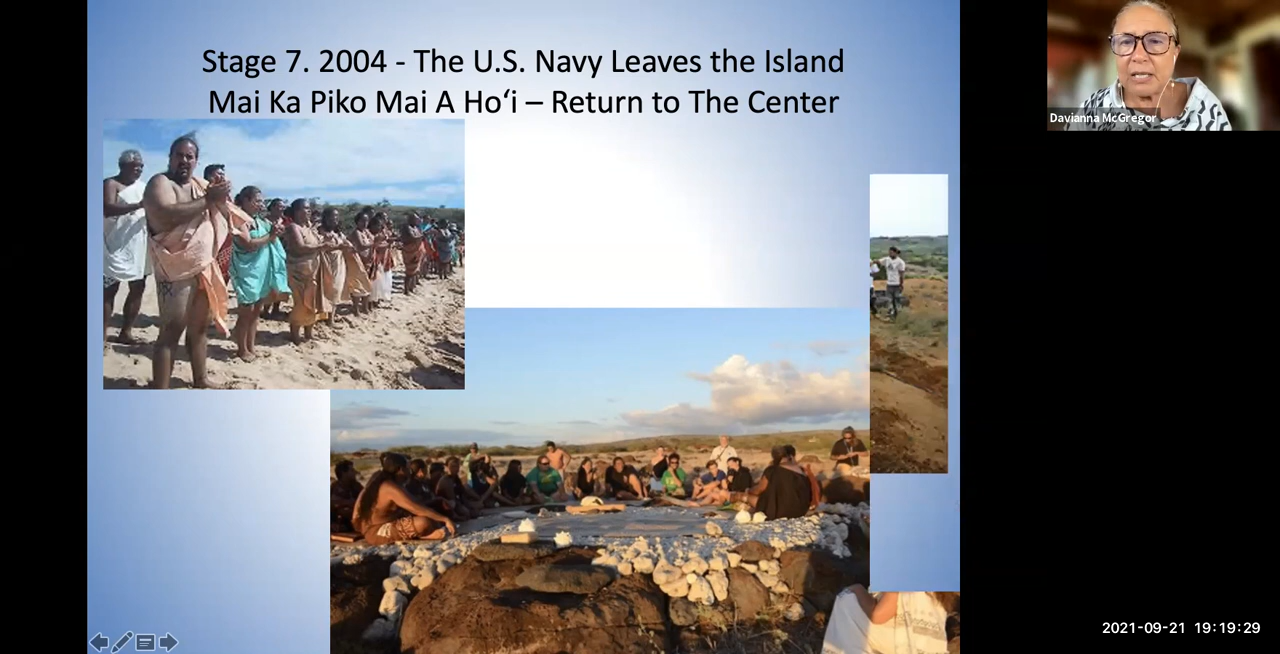 Stage 7. 2004 - The U.S. Navy Leaves the Island
Mai Ka Piko Mai A Hoʻi – Return to The Center
Davianna McGregor
2021-09-21 19:19:29